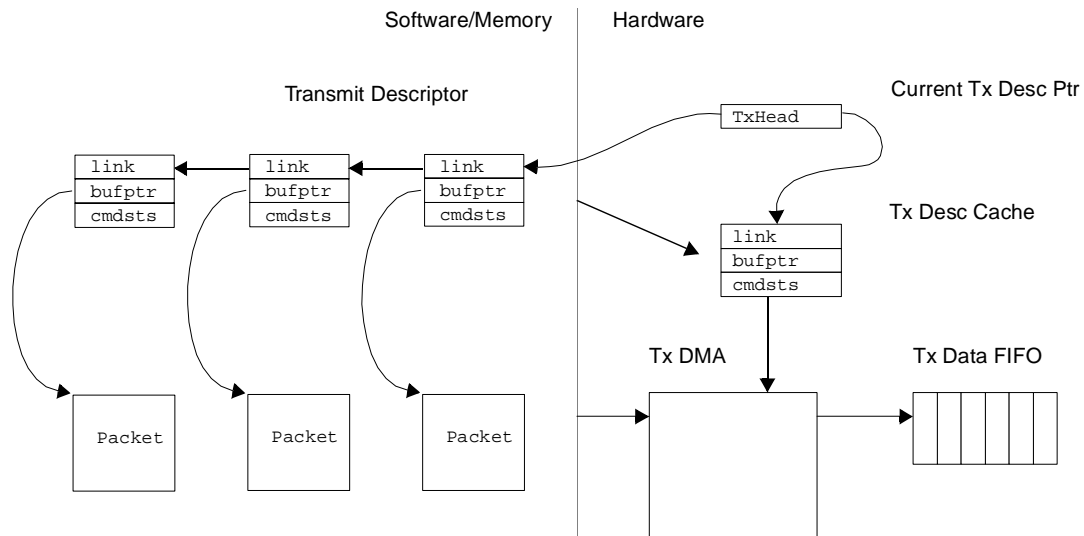 Software/Memory
Hardware
Transmit Descriptor
Current Tx Desc Ptr
TxHead
link
link
link
bufptr
bufptr
bufptr
cmdsts
cmdsts
cmdsts
Tx Desc Cache
link
bufptr
cmdsts
Tx DMA
Tx Data FIFO
Packet
Packet
Packet